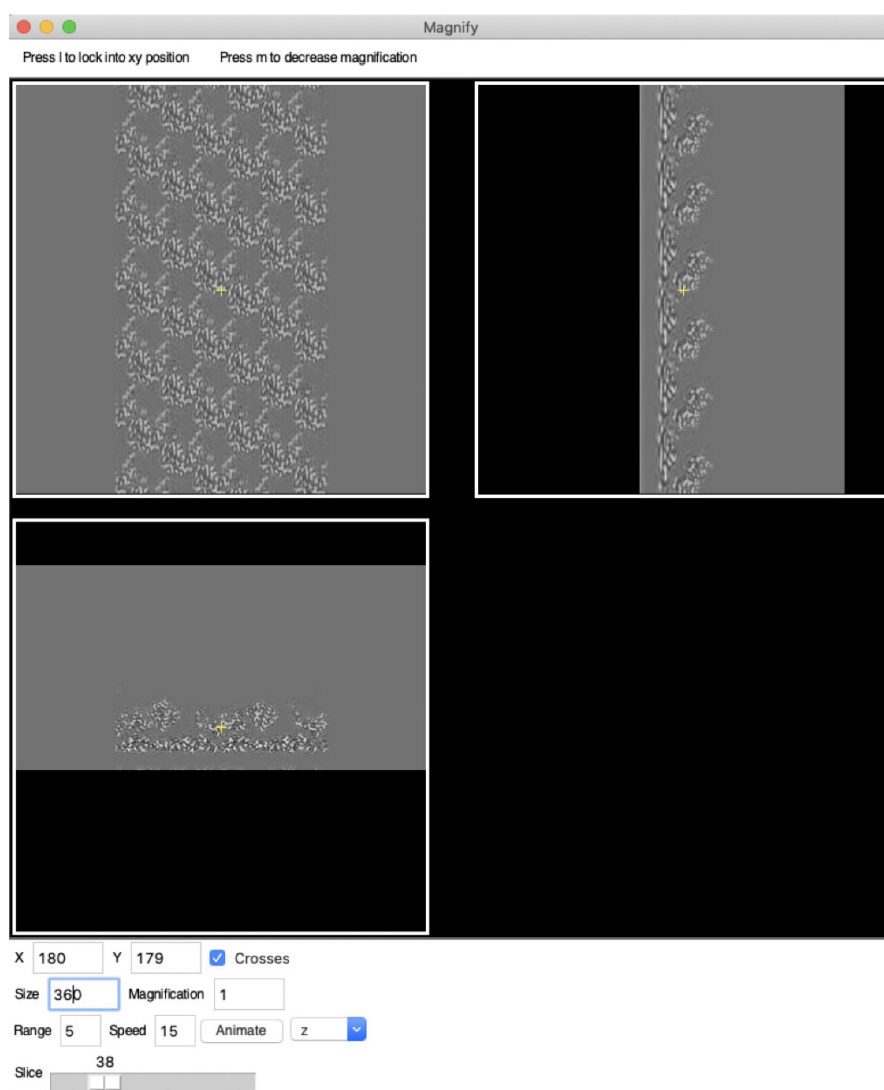 Magnify
Press l to lock into xy position Press m to decrease magnification
X 180 Y 179 Crosses
Size 360 Magnification 1
Range 5 Speed 15 Animate z
38
Slice